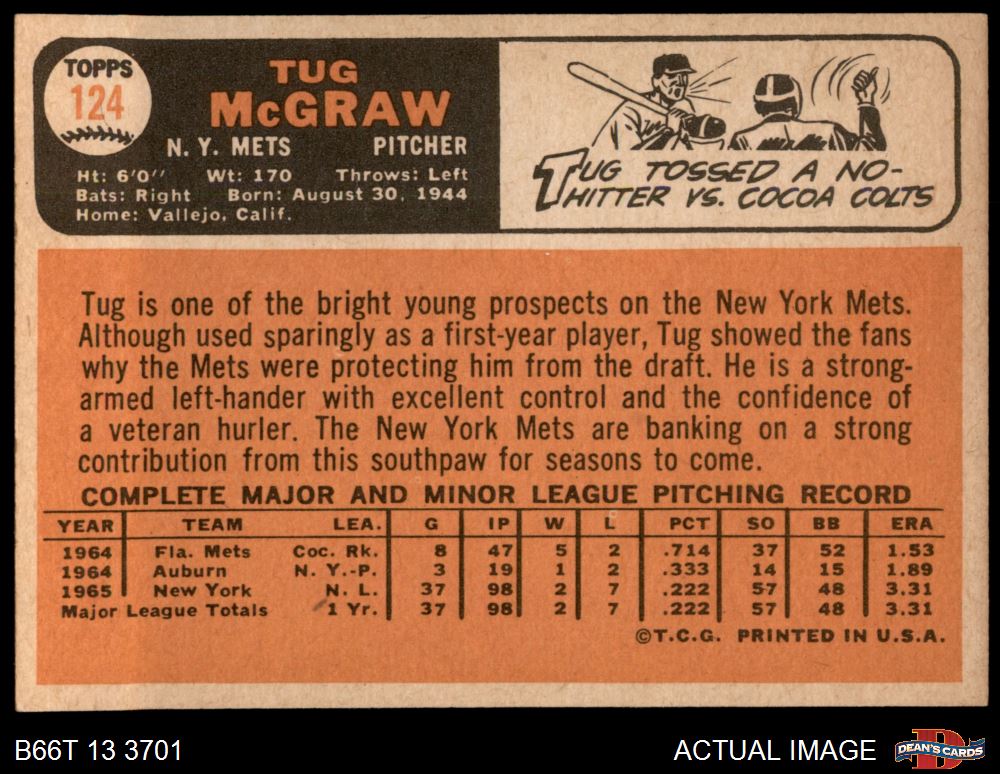 TOPPS
124
TUG
McGRAW
N. Y. METS PITCHER
Ht: 6'0'' Wt: 170 Throws: Left
Bats: Right Born: August 30, 1944
Home: Vallejo, Calif.
TUG TOSSED A NO-
HITTER VS. COCOA COLTS
Tug is one of the bright young prospects on the New York Mets.
Although used sparingly as a first-year player, Tug showed the fans
why the Mets were protecting him from the draft. He is a strong-
armed left-hander with excellent control and the confidence of
a veteran hurler. The New York Mets are banking on a strong
contribution from this southpaw for seasons to come.
COMPLETE MAJOR AND MINOR LEAGUE PITCHING RECORD
YEAR TEAM LEA. G IP W L PCT SO BB ERA
1964 Fla. Mets Coc. Rk. 8 47 5 2 .714 37 52 1.53
1964 Auburn N. Y.-P. 3 19 1 2 .333 14 15 1.89
1965 New York N. L. 37 98 2 7 .222 57 48 3.31
Major League Totals 1 Yr. 37 98 2 7 .222 57 48 3.31
©T.C.G. PRINTED IN U.S.A.
B66T 13 3701 ACTUAL IMAGE DEAN'S CARDS